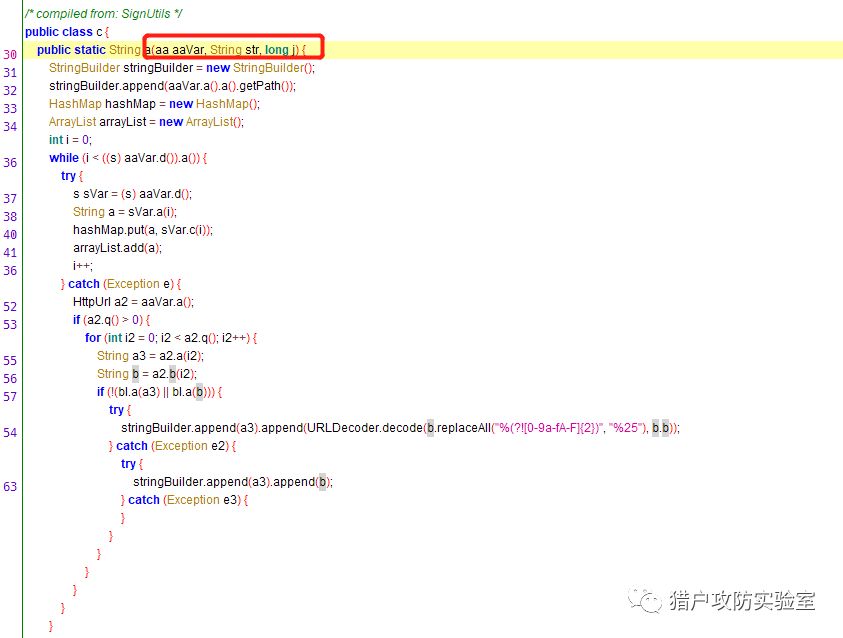 /* compiled from: SignUtils */
public class c {
30 public static String a(aa aaVar, String str, long j) {
31 StringBuilder stringBuilder = new StringBuilder();
32 stringBuilder.append(aaVar.a().a().getPath());
33 HashMap hashMap = new HashMap();
34 ArrayList arrayList = new ArrayList();
int i = 0;
36 while (i < ((s) aaVar.d()).a()) {
try {
37 s sVar = (s) aaVar.d();
38 String a = sVar.a(i);
40 hashMap.put(a, sVar.c(i));
41 arrayList.add(a);
36 i++;
} catch (Exception e) {
52 HttpUrl a2 = aaVar.a();
53 if (a2.q() > 0) {
for (int i2 = 0; i2 < a2.q(); i2++) {
55 String a3 = a2.a(i2);
56 String b = a2.b(i2);
57 if (!(bl.a(a3) || bl.a(b))) {
try {
54 stringBuilder.append(a3).append(URLDecoder.decode(b.replaceAll("%(?![0-9a-fA-F]{2})", "%25"), b.b));
} catch (Exception e2) {
try {
63 stringBuilder.append(a3).append(b);
} catch (Exception e3) {
}
}
}
}
}
}
}
猎户攻防实验室